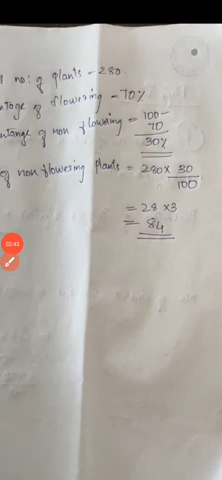 no: of plants - 280
ntage of flowering - 70%
ntange of non flowering = 100 -
70
30%
of non flowering plants = 280 × 30
100
= 28 × 3
= 84
02:43